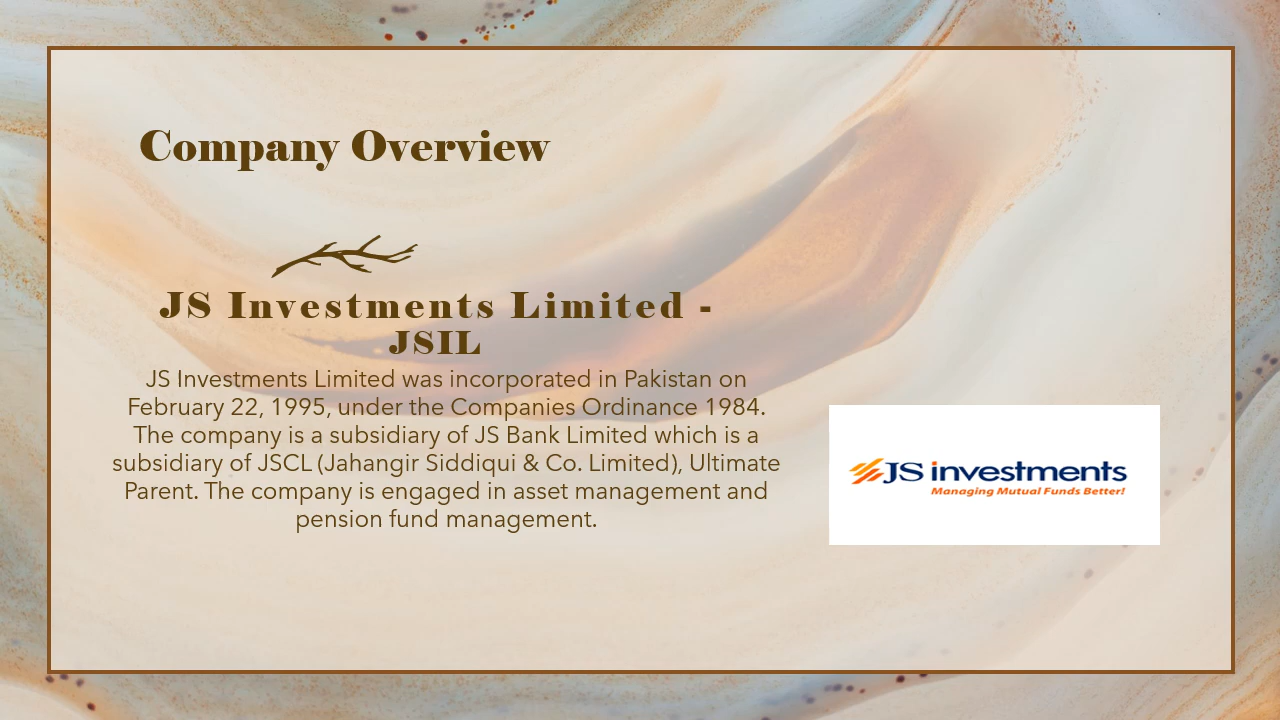 Company Overview
JS Investments Limited -
JSIL
JS Investments Limited was incorporated in Pakistan on
February 22, 1995, under the Companies Ordinance 1984.
The company is a subsidiary of JS Bank Limited which is a
subsidiary of JSCL (Jahangir Siddiqui & Co. Limited), Ultimate
Parent. The company is engaged in asset management and
pension fund management.
JS investments
Managing Mutual Funds Better!